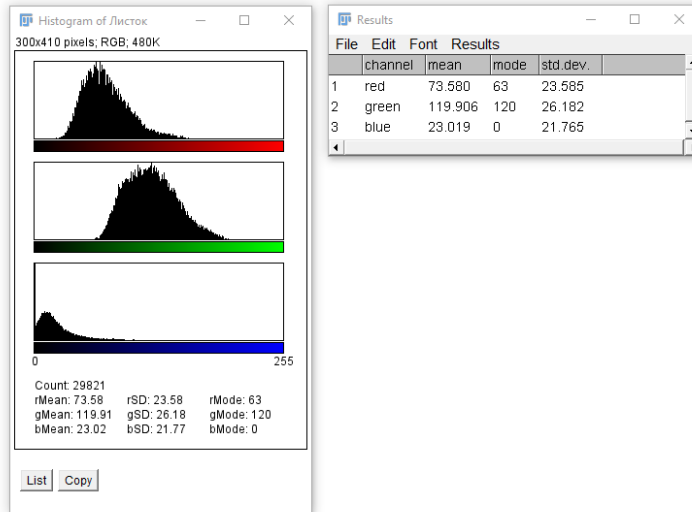 Histogram of Листок
300x410 pixels; RGB; 480K
0 255
Count: 29821
rMean: 73.58 rSD: 23.58 rMode: 63
gMean: 119.91 gSD: 26.18 gMode: 120
bMean: 23.02 bSD: 21.77 bMode: 0
List Copy
Results
File Edit Font Results
channel mean mode std.dev.
1 red 73.580 63 23.585
2 green 119.906 120 26.182
3 blue 23.019 0 21.765